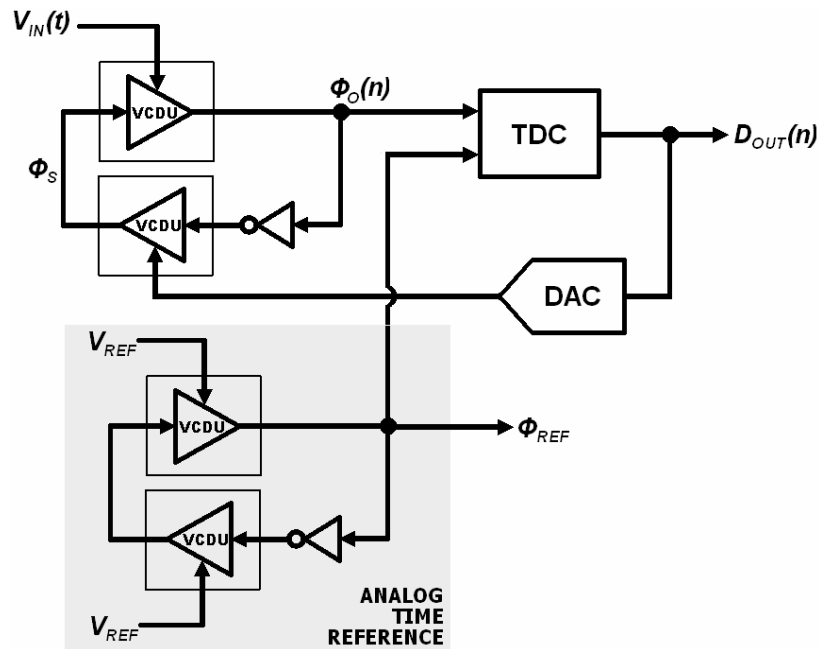 V_IN(t)
VCDU
Φ_O(n)
TDC
D_OUT(n)
Φ_S
VCDU
DAC
V_REF
VCDU
Φ_REF
VCDU
V_REF
ANALOG
TIME
REFERENCE